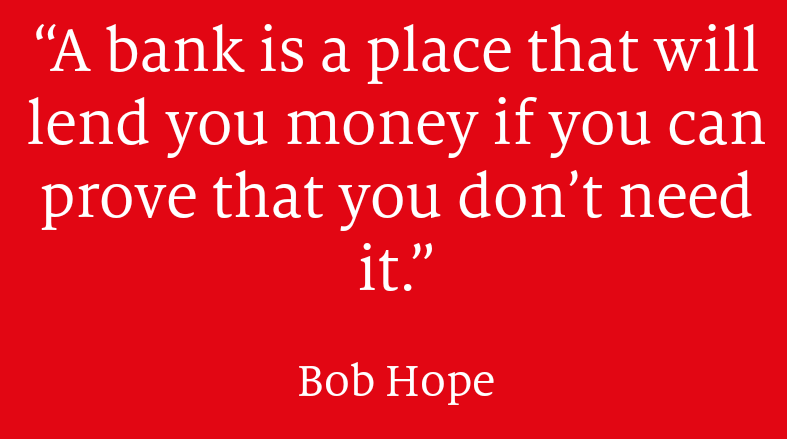 “A bank is a place that will
lend you money if you can
prove that you don’t need
it.”
Bob Hope